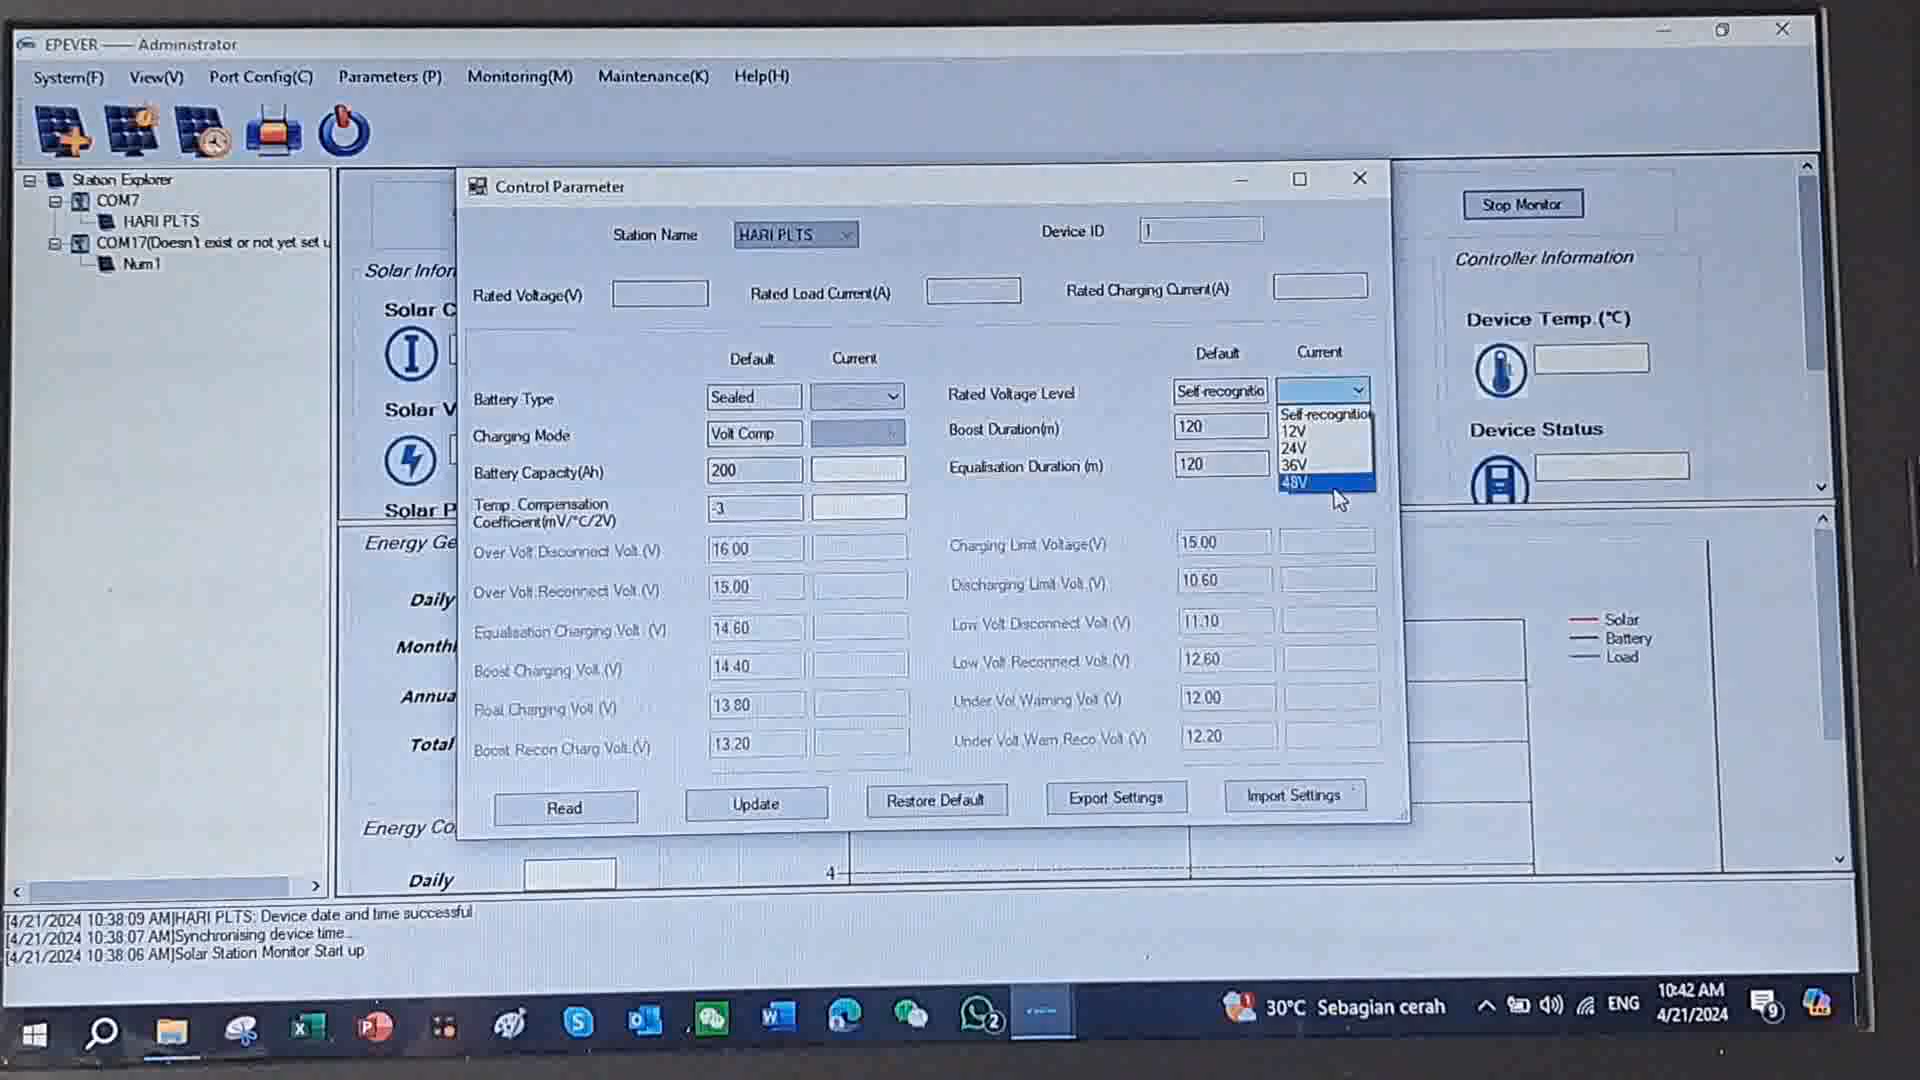 EPEVER —— Administrator
System(F) View(V) Port Config(C) Parameters (P) Monitoring(M) Maintenance(K) Help(H)
Station Explorer
COM7
HARI PLTS
COM17(Doesn't exist or not yet set u
Num1
Stop Monitor
Solar Infor
Solar C
Solar V
Solar P
Controller Information
Device Temp.(°C)
Device Status
Control Parameter
Station Name HARI PLTS Device ID 1
Rated Voltage(V) Rated Load Current(A) Rated Charging Current(A)
Default Current Default Current
Battery Type Sealed Rated Voltage Level Self-recognitio
Self-recognition
12V
24V
36V
48V
Charging Mode Volt Comp Boost Duration(m) 120
Battery Capacity(Ah) 200 Equalisation Duration (m) 120
Temp. Compensation
Coefficient(mV/°C/2V) -3
Over Volt.Disconnect Volt.(V) 16.00 Charging Limit Voltage(V) 15.00
Over Volt.Reconnect Volt.(V) 15.00 Discharging Limit Volt.(V) 10.60
Equalisation Charging Volt. (V) 14.60 Low Volt.Disconnect Volt.(V) 11.10
Boost Charging Volt.(V) 14.40 Low Volt.Reconnect Volt.(V) 12.60
Float Charging Volt.(V) 13.80 Under Vol.Warning Volt.(V) 12.00
Boost Recon Charg Volt.(V) 13.20 Under Volt.Warn.Reco.Volt.(V) 12.20
Read Update Restore Default Export Settings Import Settings
Energy Ge
Daily
Monthl
Annua
Total
Energy Co
Daily
4
Solar
Battery
Load
[4/21/2024 10:38:09 AM]HARI PLTS: Device date and time successful
[4/21/2024 10:38:07 AM]Synchronising device time...
[4/21/2024 10:38:06 AM]Solar Station Monitor Start up
30°C Sebagian cerah ENG
10:42 AM
4/21/2024
2
9